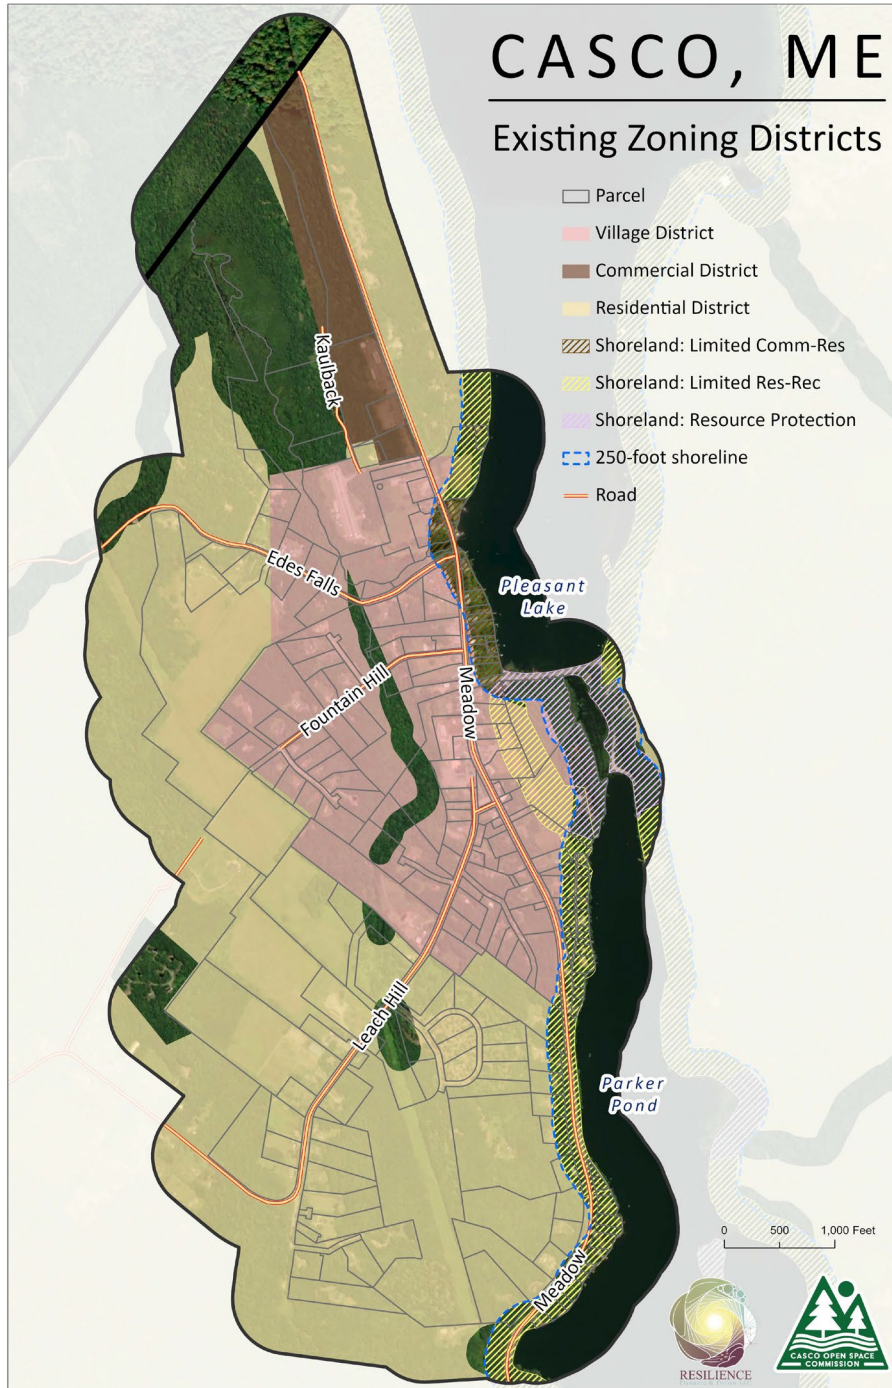 CASCO, ME
Existing Zoning Districts
Parcel
Village District
Commercial District
Residential District
Shoreland: Limited Comm-Res
Shoreland: Limited Res-Rec
Shoreland: Resource Protection
250-foot shoreline
Road
Kaulback
Edes Falls
Pleasant
Lake
Fountain Hill
Meadow
Leach Hill
Parker
Pond
Meadow
0 500 1,000 Feet
RESILIENCE
CASCO OPEN SPACE
COMMISSION